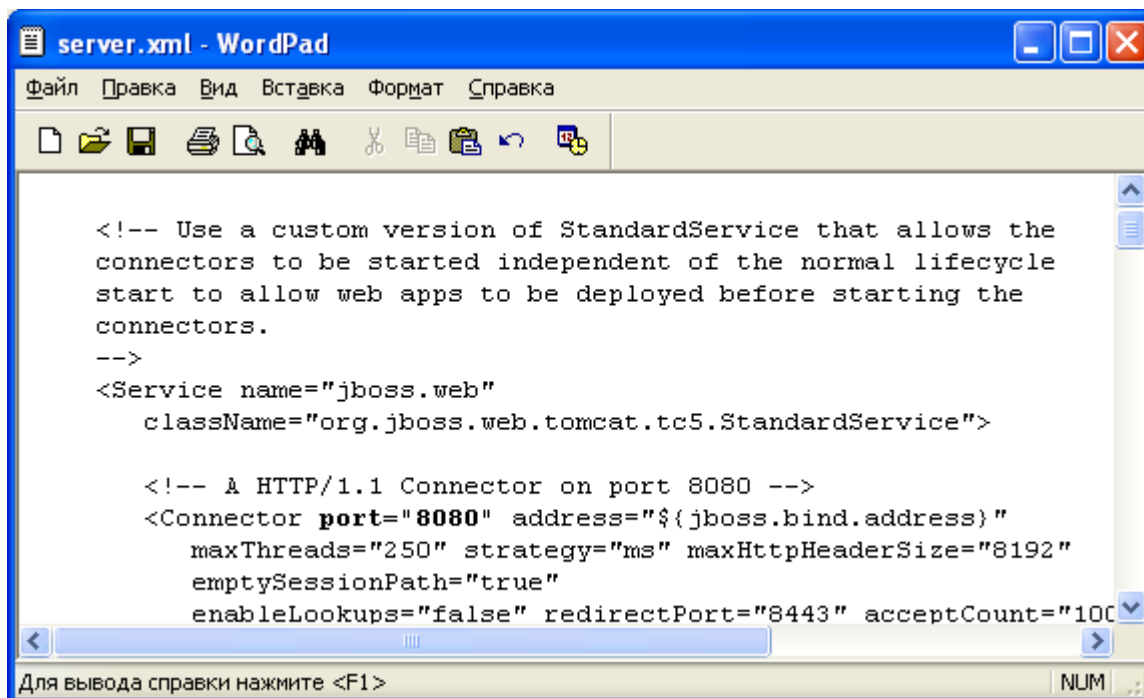 server.xml - WordPad
Файл Правка Вид Вставка Формат Справка
<!-- Use a custom version of StandardService that allows the
connectors to be started independent of the normal lifecycle
start to allow web apps to be deployed before starting the
connectors.
-->
<Service name="jboss.web"
className="org.jboss.web.tomcat.tc5.StandardService">
<!-- A HTTP/1.1 Connector on port 8080 -->
<Connector port="8080" address="${jboss.bind.address}"
maxThreads="250" strategy="ms" maxHttpHeaderSize="8192"
emptySessionPath="true"
enableLookups="false" redirectPort="8443" acceptCount="100
Для вывода справки нажмите <F1> NUM